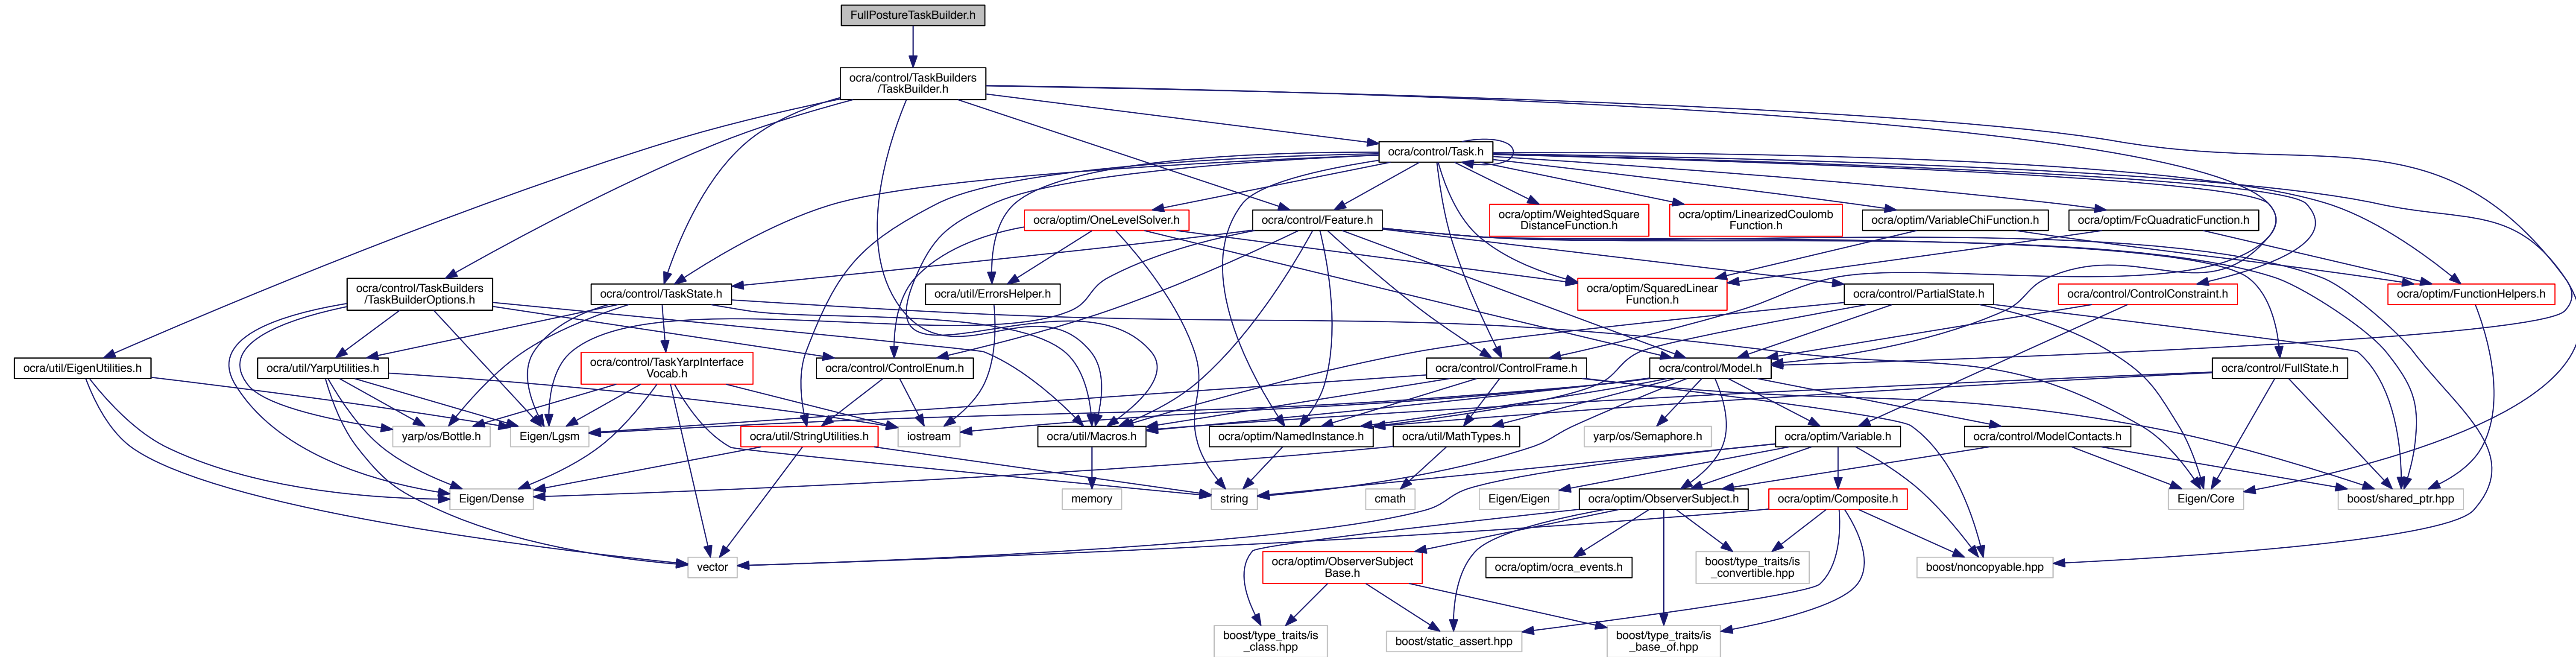 FullPostureTaskBuilder.h
ocra/control/TaskBuilders
/TaskBuilder.h
ocra/control/Task.h
ocra/optim/OneLevelSolver.h
ocra/control/Feature.h
ocra/optim/WeightedSquare
DistanceFunction.h
ocra/optim/LinearizedCoulomb
Function.h
ocra/optim/VariableChiFunction.h
ocra/optim/FcQuadraticFunction.h
ocra/control/TaskBuilders
/TaskBuilderOptions.h
ocra/control/TaskState.h
ocra/util/ErrorsHelper.h
ocra/optim/SquaredLinear
Function.h
ocra/control/PartialState.h
ocra/control/ControlConstraint.h
ocra/optim/FunctionHelpers.h
ocra/util/EigenUtilities.h
ocra/util/YarpUtilities.h
ocra/control/TaskYarpInterface
Vocab.h
ocra/control/ControlEnum.h
ocra/control/ControlFrame.h
ocra/control/Model.h
ocra/control/FullState.h
yarp/os/Bottle.h
Eigen/Lgsm
ocra/util/StringUtilities.h
iostream
ocra/util/Macros.h
ocra/optim/NamedInstance.h
ocra/util/MathTypes.h
yarp/os/Semaphore.h
ocra/optim/Variable.h
ocra/control/ModelContacts.h
Eigen/Dense
memory
string
cmath
Eigen/Eigen
ocra/optim/ObserverSubject.h
ocra/optim/Composite.h
Eigen/Core
boost/shared_ptr.hpp
vector
ocra/optim/ObserverSubject
Base.h
ocra/optim/ocra_events.h
boost/type_traits/is
_convertible.hpp
boost/noncopyable.hpp
boost/type_traits/is
_class.hpp
boost/static_assert.hpp
boost/type_traits/is
_base_of.hpp